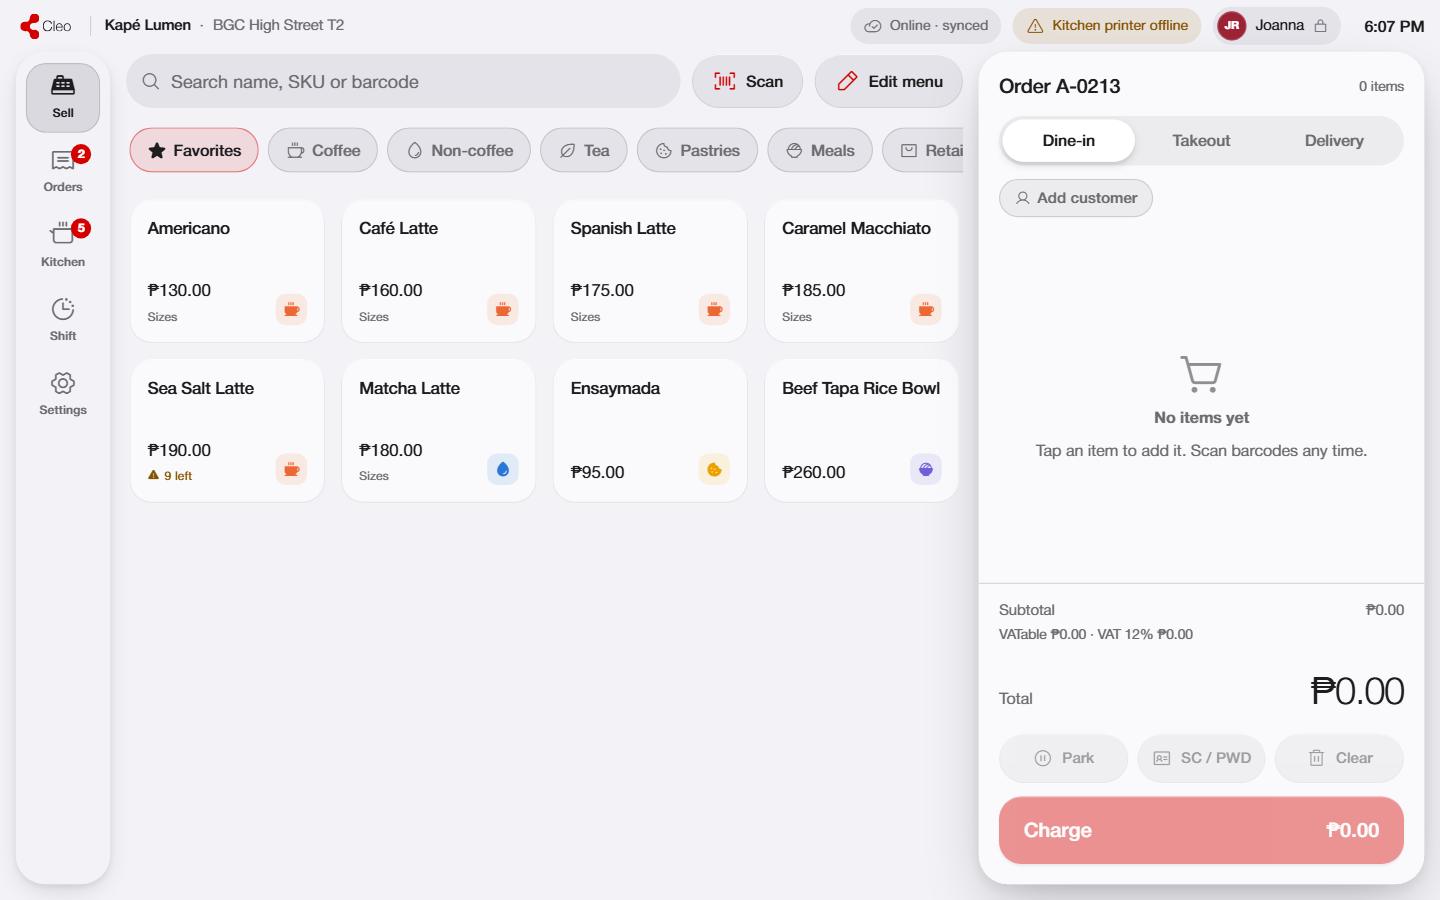 Cleo
Kapé Lumen · BGC High Street T2
Online · synced
Kitchen printer offline
JR Joanna
6:07 PM
Sell
2
Orders
5
Kitchen
Shift
Settings
Search name, SKU or barcode
Scan
Edit menu
Favorites
Coffee
Non-coffee
Tea
Pastries
Meals
Retai
Americano
₱130.00
Sizes
Café Latte
₱160.00
Sizes
Spanish Latte
₱175.00
Sizes
Caramel Macchiato
₱185.00
Sizes
Sea Salt Latte
₱190.00
9 left
Matcha Latte
₱180.00
Sizes
Ensaymada
₱95.00
Beef Tapa Rice Bowl
₱260.00
Order A-0213
0 items
Dine-in
Takeout
Delivery
Add customer
No items yet
Tap an item to add it. Scan barcodes any time.
Subtotal ₱0.00
VATable ₱0.00 · VAT 12% ₱0.00
Total ₱0.00
Park
SC / PWD
Clear
Charge ₱0.00